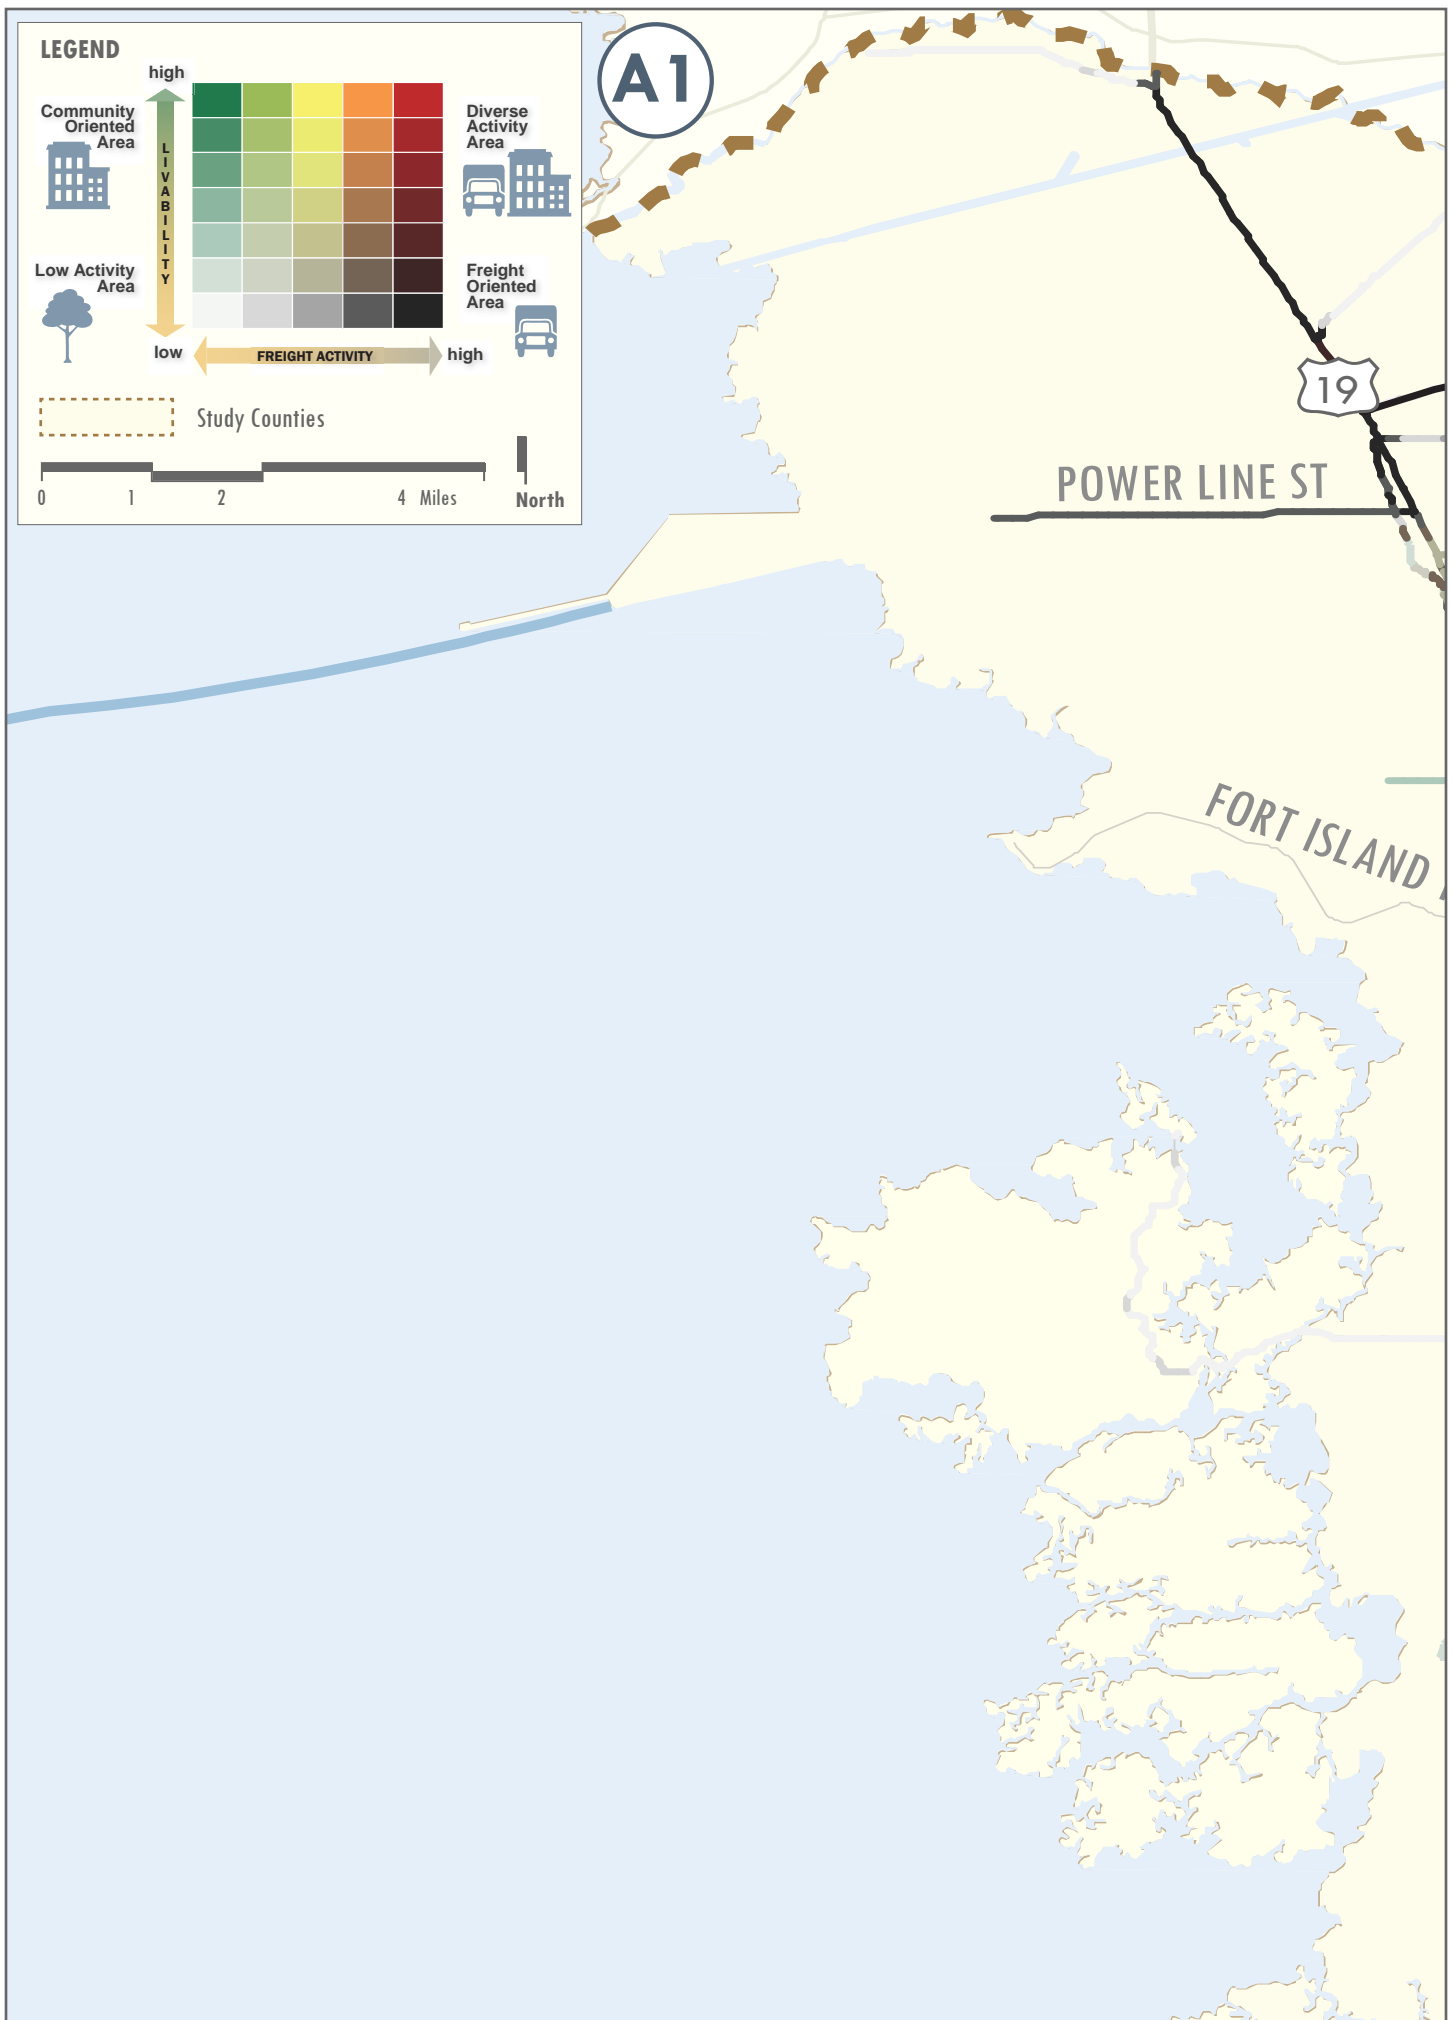 LEGEND
high
Community
Oriented
Area
LIVABILITY
Diverse
Activity
Area
Low Activity
Area
Freight
Oriented
Area
low
FREIGHT ACTIVITY
high
Study Counties
0 1 2 4 Miles
North
A1
19
POWER LINE ST
FORT ISLAND